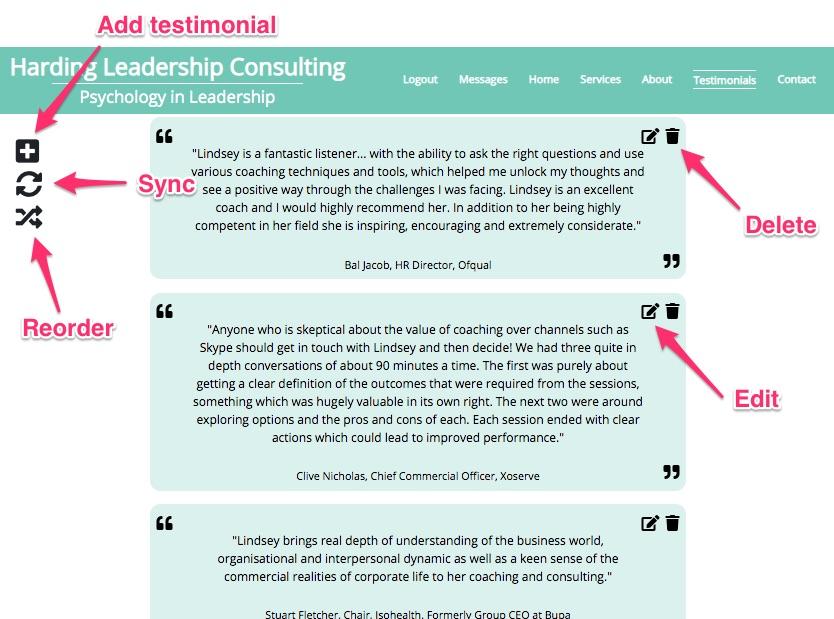 Add testimonial
Harding Leadership Consulting
Psychology in Leadership
Logout Messages Home Services About Testimonials Contact
"Lindsey is a fantastic listener... with the ability to ask the right questions and use
various coaching techniques and tools, which helped me unlock my thoughts and
see a positive way through the challenges I was facing. Lindsey is an excellent
coach and I would highly recommend her. In addition to her being highly
competent in her field she is inspiring, encouraging and extremely considerate."
Bal Jacob, HR Director, Ofqual
Sync
Delete
Reorder
"Anyone who is skeptical about the value of coaching over channels such as
Skype should get in touch with Lindsey and then decide! We had three quite in
depth conversations of about 90 minutes a time. The first was purely about
getting a clear definition of the outcomes that were required from the sessions,
something which was hugely valuable in its own right. The next two were around
exploring options and the pros and cons of each. Each session ended with clear
actions which could lead to improved performance."
Clive Nicholas, Chief Commercial Officer, Xoserve
Edit
"Lindsey brings real depth of understanding of the business world,
organisational and interpersonal dynamic as well as a keen sense of the
commercial realities of corporate life to her coaching and consulting."
Stuart Fletcher, Chair, Isohealth, Formerly Group CEO at Bupa